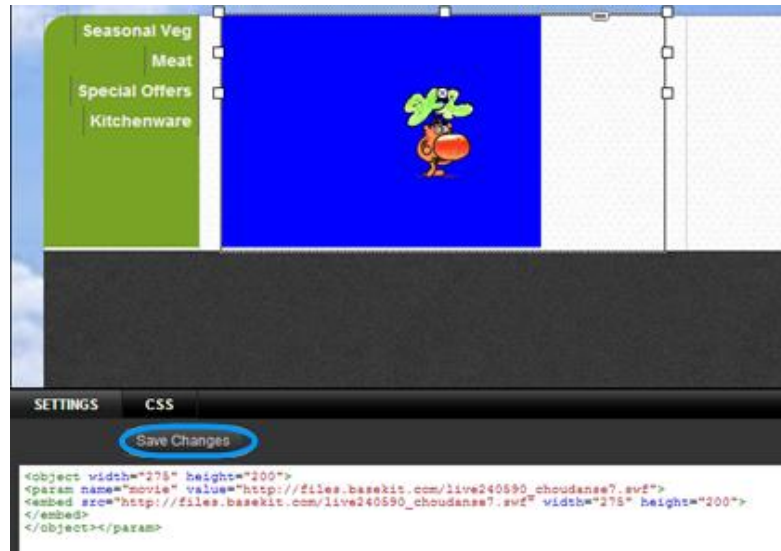 Seasonal Veg
Meat
Special Offers
Kitchenware
SETTINGS CSS
Save Changes
<object width="275" height="200">
<param name="movie" value="http://files.basekit.com/live240590_choudanse7.swf">
<embed src="http://files.basekit.com/live240590_choudanse7.swf" width="275" height="200">
</embed>
</object></param>